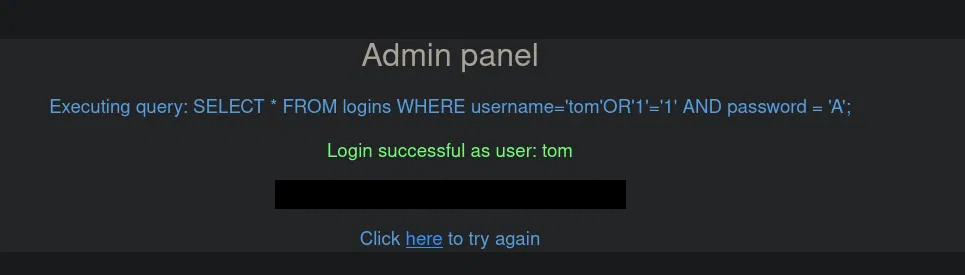 Admin panel
Executing query: SELECT * FROM logins WHERE username='tom'OR'1'='1' AND password = 'A';
Login successful as user: tom
Click here to try again